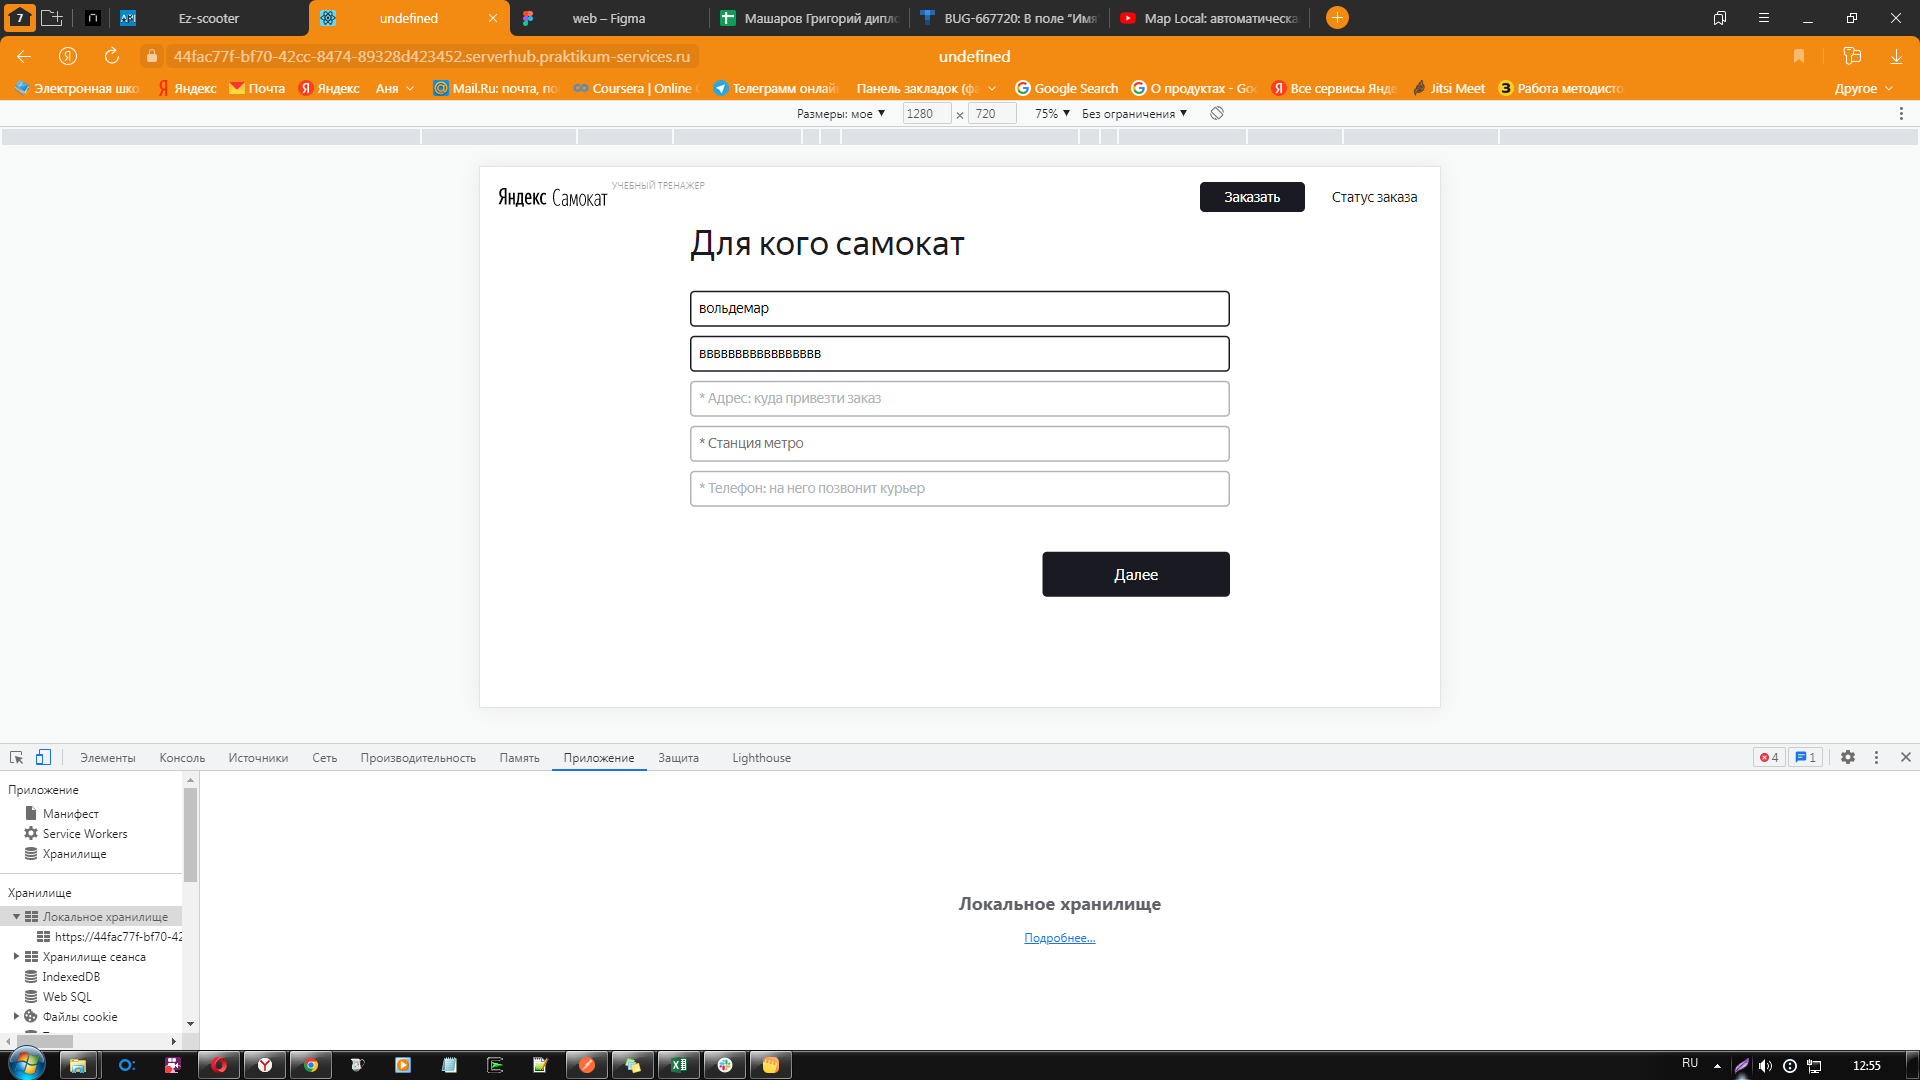 7
API
Ez-scooter
undefined
web – Figma
Машаров Григорий дипло
BUG-667720: В поле "Имя"
Map Local: автоматическа
44fac77f-bf70-42cc-8474-89328d423452.serverhub.praktikum-services.ru
undefined
Электронная шко
Яндекс
Почта
Яндекс
Аня
Mail.Ru: почта, по
Coursera | Online
Телеграмм онлай
Панель закладок (фа
Google Search
О продуктах - Goo
Все сервисы Янде
Jitsi Meet
Работа методисто
Другое
Размеры: мое ▼ 1280 × 720 75% ▼ Без ограничения ▼
Яндекс Самокат
УЧЕБНЫЙ ТРЕНАЖЕР
Заказать
Статус заказа
Для кого самокат
вольдемар
ввввввввввввввввв
* Адрес: куда привезти заказ
* Станция метро
* Телефон: на него позвонит курьер
Далее
Элементы
Консоль
Источники
Сеть
Производительность
Память
Приложение
Защита
Lighthouse
4
1
Приложение
Манифест
Service Workers
Хранилище
Хранилище
Локальное хранилище
https://44fac77f-bf70-42
Хранилище сеанса
IndexedDB
Web SQL
Файлы cookie
Локальное хранилище
Подробнее...
RU
12:55